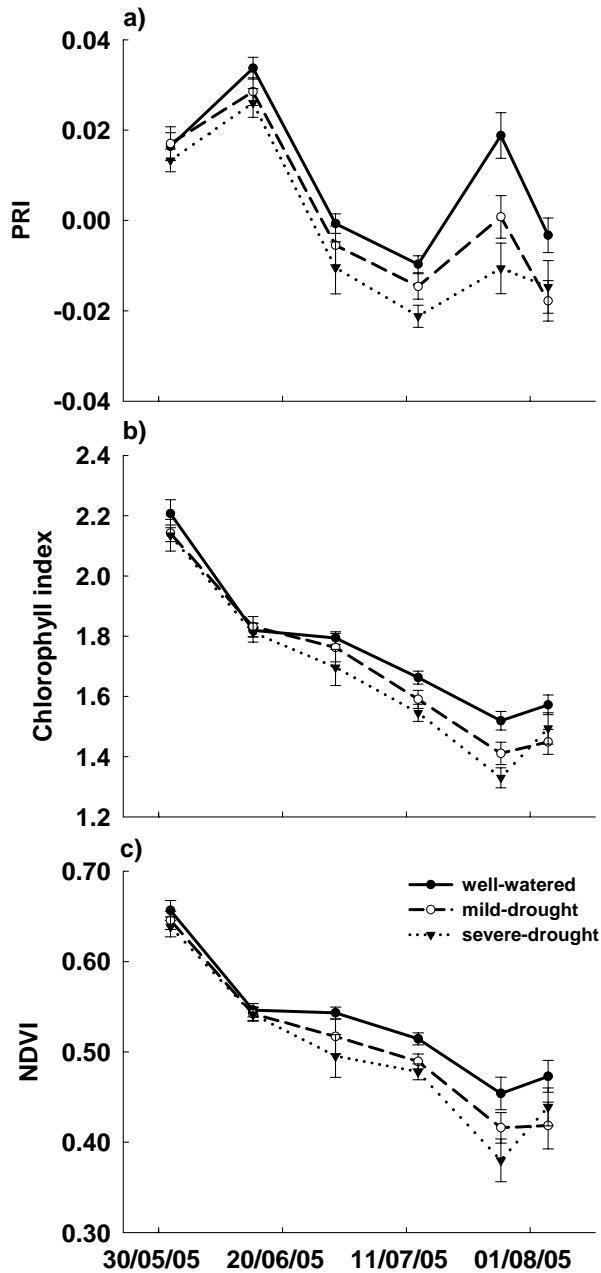 a)
0.04
0.02
0.00
-0.02
-0.04
PRI
b)
2.4
2.2
2.0
1.8
1.6
1.4
1.2
Chlorophyll index
c)
0.70
0.60
0.50
0.40
0.30
NDVI
well-watered
mild-drought
severe-drought
30/05/05 20/06/05 11/07/05 01/08/05